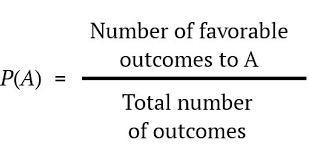 Number of favorable
outcomes to A
P(A) =
Total number
of outcomes